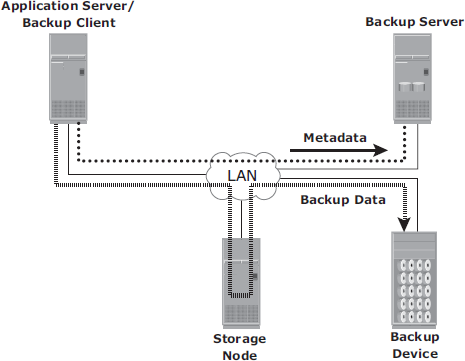 Application Server/
Backup Client
Backup Server
Metadata
LAN
Backup Data
Storage
Node
Backup
Device